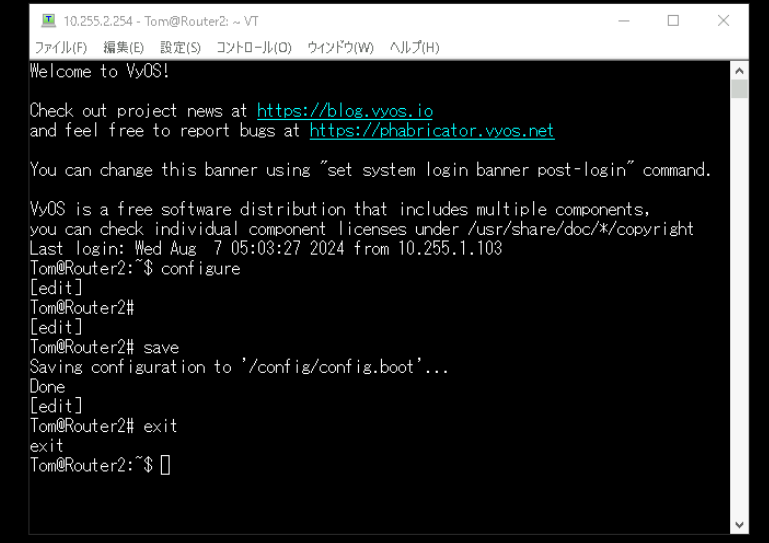 10.255.2.254 - Tom@Router2: ~ VT
ファイル(F) 編集(E) 設定(S) コントロール(O) ウィンドウ(W) ヘルプ(H)
Welcome to VyOS!
Check out project news at https://blog.vyos.io
and feel free to report bugs at https://phabricator.vyos.net
You can change this banner using "set system login banner post-login" command.
VyOS is a free software distribution that includes multiple components,
you can check individual component licenses under /usr/share/doc/*/copyright
Last login: Wed Aug  7 05:03:27 2024 from 10.255.1.103
Tom@Router2:~$ configure
[edit]
Tom@Router2#
[edit]
Tom@Router2# save
Saving configuration to '/config/config.boot'...
Done
[edit]
Tom@Router2# exit
exit
Tom@Router2:~$